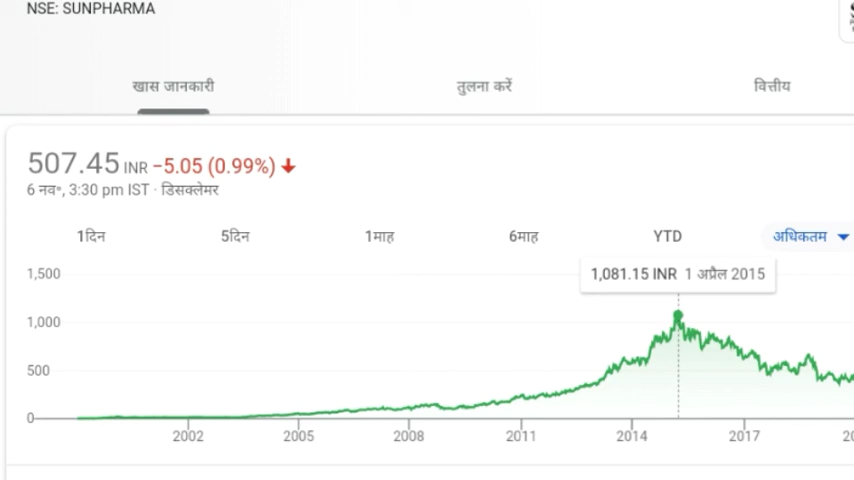 NSE: SUNPHARMA
खास जानकारी तुलना करें वित्तीय
507.45 INR −5.05 (0.99%)
6 नव॰, 3:30 pm IST · डिसक्लेमर
1दिन 5दिन 1माह 6माह YTD अधिकतम
1,081.15 INR 1 अप्रैल 2015
1,500
1,000
500
0
2002 2005 2008 2011 2014 2017